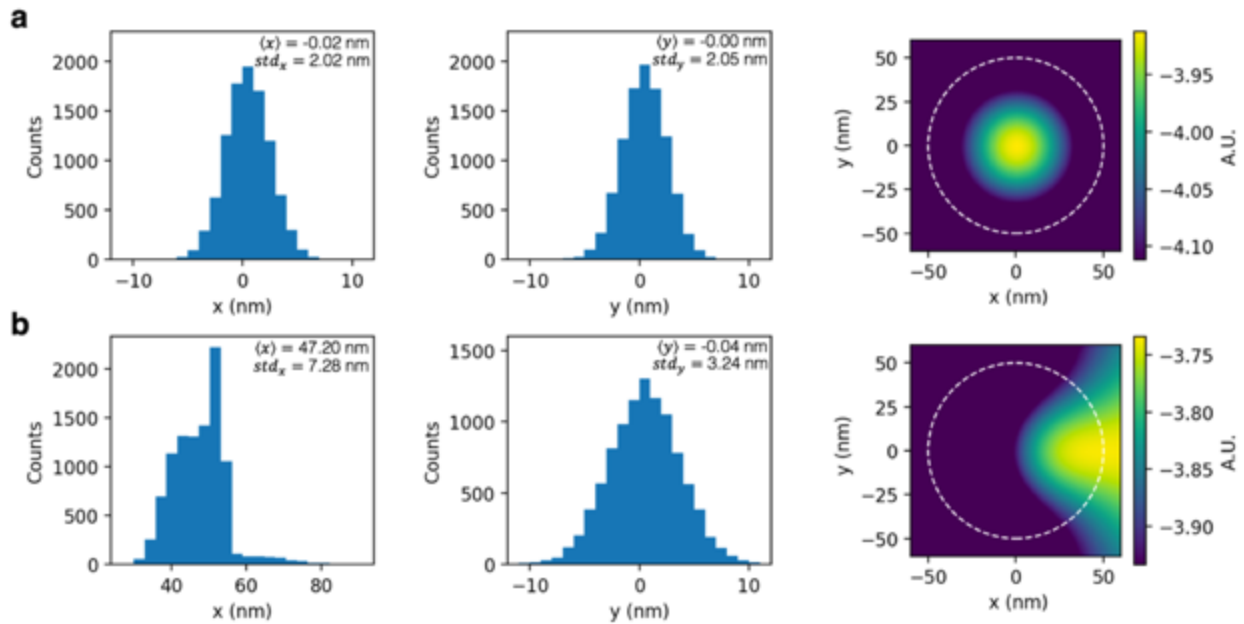 a
⟨x⟩ = -0.02 nm
std_x = 2.02 nm
2000
1500
1000
500
0
Counts
−10 0 10
x (nm)
⟨y⟩ = -0.00 nm
std_y = 2.05 nm
2000
1500
1000
500
0
Counts
−10 0 10
y (nm)
50
25
0
−25
−50
y (nm)
−50 0 50
x (nm)
−3.95
−4.00
−4.05
−4.10
A.U.
b
⟨x⟩ = 47.20 nm
std_x = 7.28 nm
2000
1500
1000
500
0
Counts
40 60 80
x (nm)
⟨y⟩ = -0.04 nm
std_y = 3.24 nm
1500
1000
500
0
Counts
−10 0 10
y (nm)
50
25
0
−25
−50
y (nm)
−50 0 50
x (nm)
−3.75
−3.80
−3.85
−3.90
A.U.